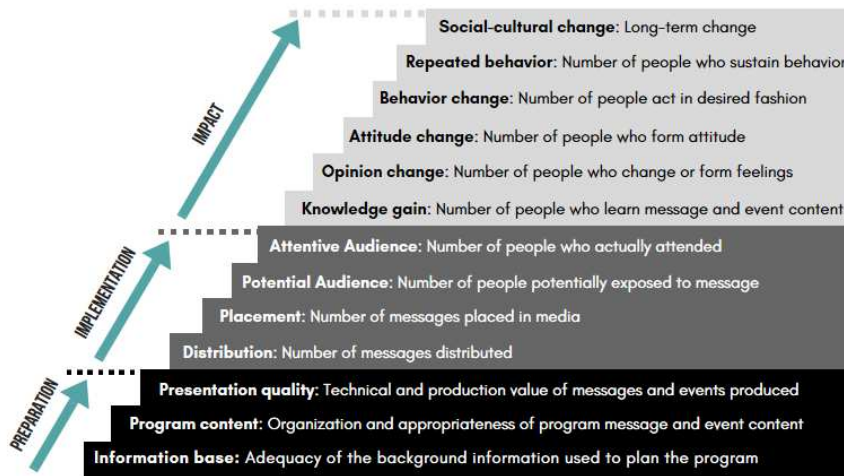 Social-cultural change: Long-term change
Repeated behavior: Number of people who sustain behavior
Behavior change: Number of people act in desired fashion
Attitude change: Number of people who form attitude
Opinion change: Number of people who change or form feelings
Knowledge gain: Number of people who learn message and event content
IMPACT
Attentive Audience: Number of people who actually attended
Potential Audience: Number of people potentially exposed to message
Placement: Number of messages placed in media
Distribution: Number of messages distributed
IMPLEMENTATION
Presentation quality: Technical and production value of messages and events produced
Program content: Organization and appropriateness of program message and event content
Information base: Adequacy of the background information used to plan the program
PREPARATION